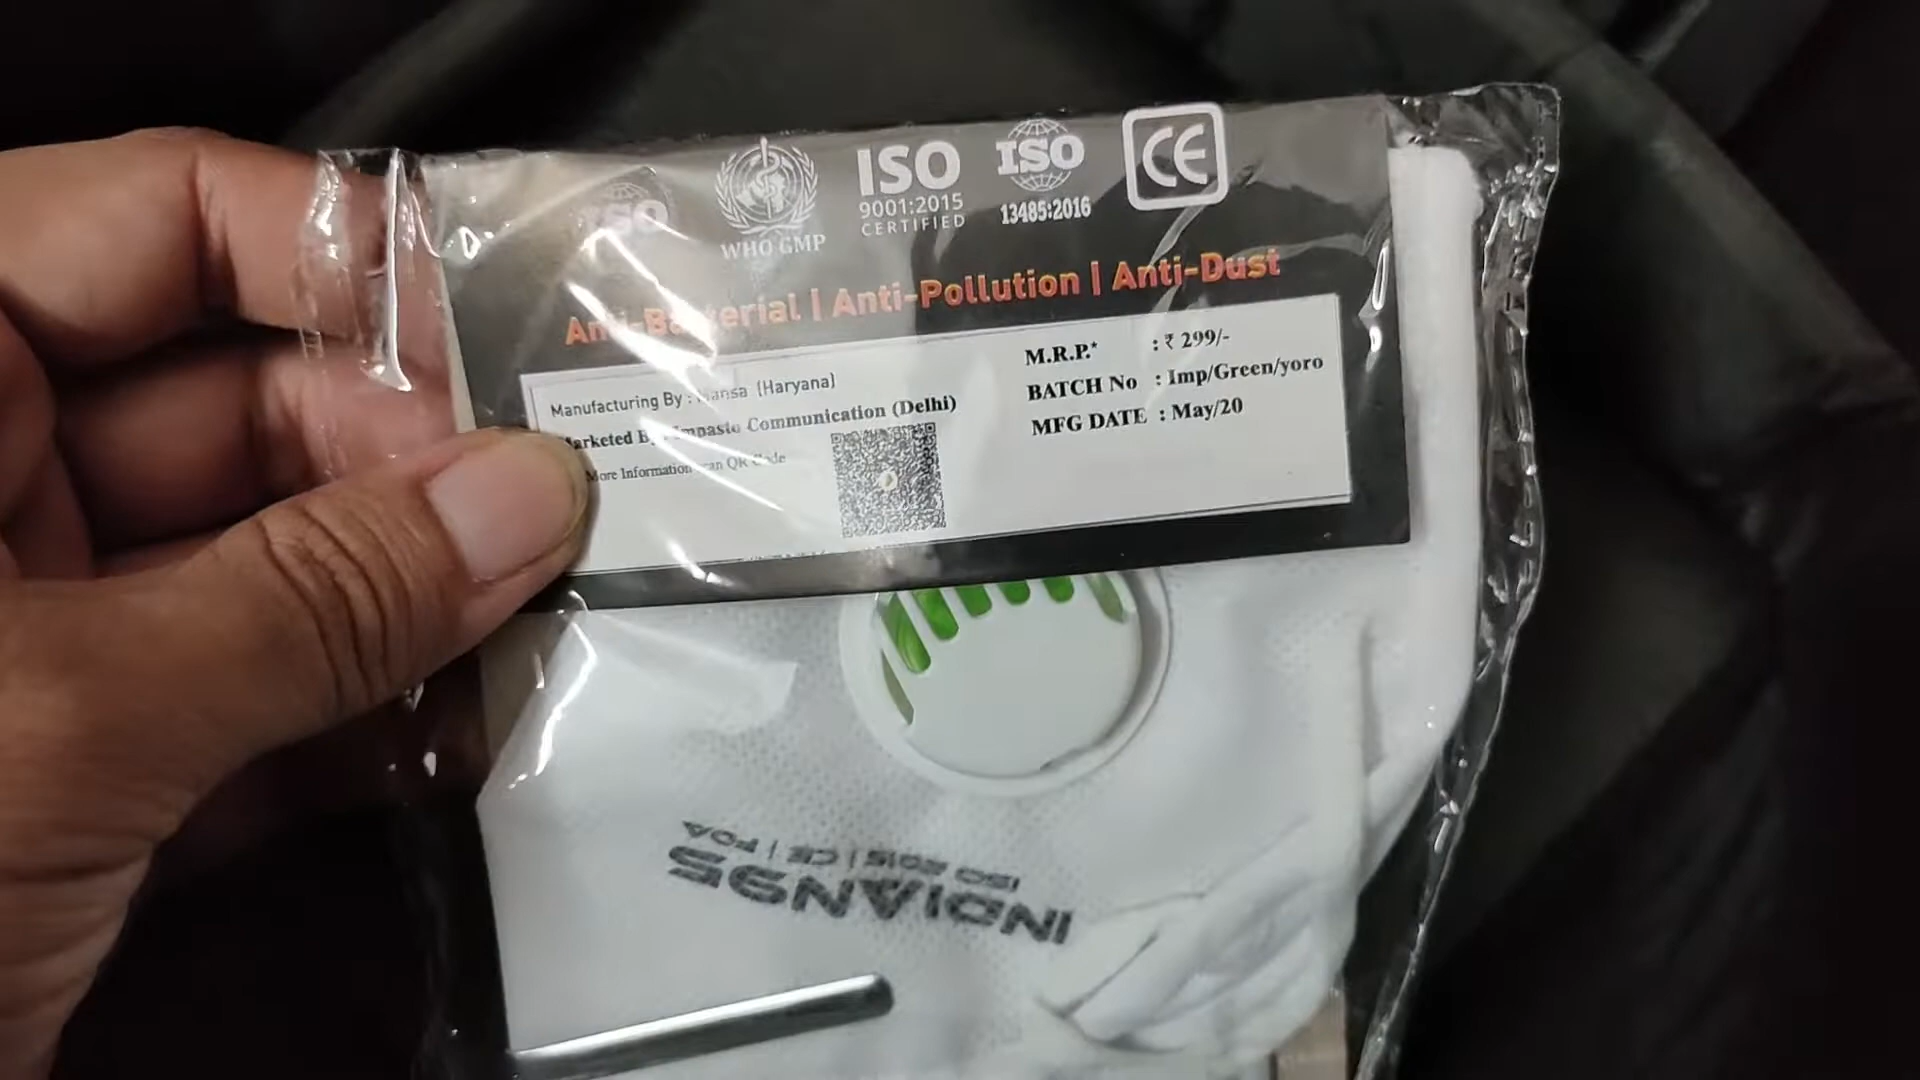 ISO
WHO GMP
ISO
9001:2015
CERTIFIED
ISO
13485:2016
CE
Anti-Bacterial | Anti-Pollution | Anti-Dust
Manufacturing By : (Haryana)
Marketed By Impasto Communication (Delhi)
More Information Scan QR Code
M.R.P.* : ₹ 299/-
BATCH No : Imp/Green/yoro
MFG DATE : May/20
INDIAN95
ISO 2015 | CE | FDA